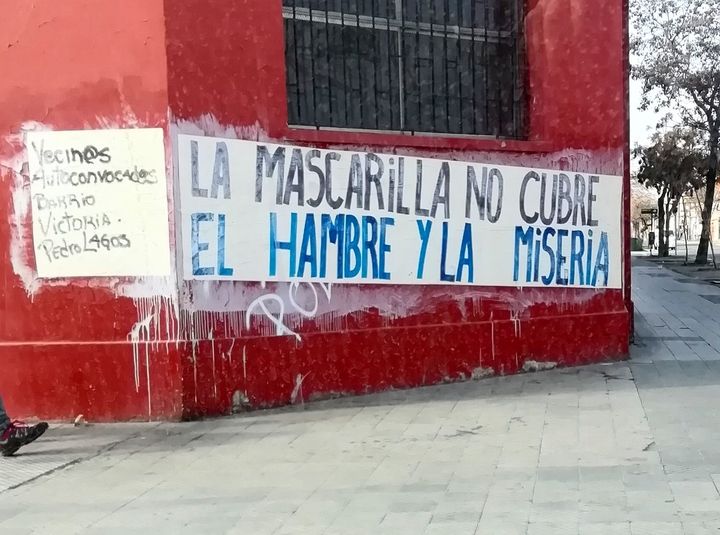 Vecin@s
Autoconvocados
BARRIO
VICTORIA.
PEDRO LAGOS
LA MASCARiLLA NO CUBRE
EL HAMBRE Y LA MiSERiA